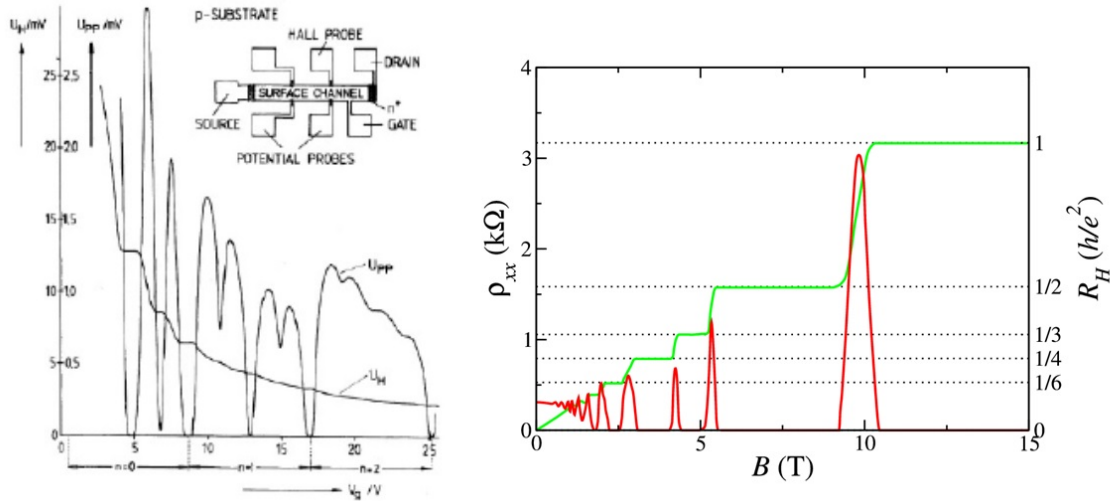 U_H/mV
U_PP/mV
p-SUBSTRATE
HALL PROBE
DRAIN
SURFACE CHANNEL
n⁺
SOURCE
GATE
POTENTIAL PROBES
25 2.5
20 2.0
15 1.5
10 1.0
5 0.5
0 0
U_PP
U_H
0 5 10 15 20 25
n=0 n=1 n=2
V_g / V
ρ_xx (kΩ)
4
3
2
1
0
0 5 10 15
B (T)
1
1/2
1/3
1/4
1/6
0
R_H (h/e²)